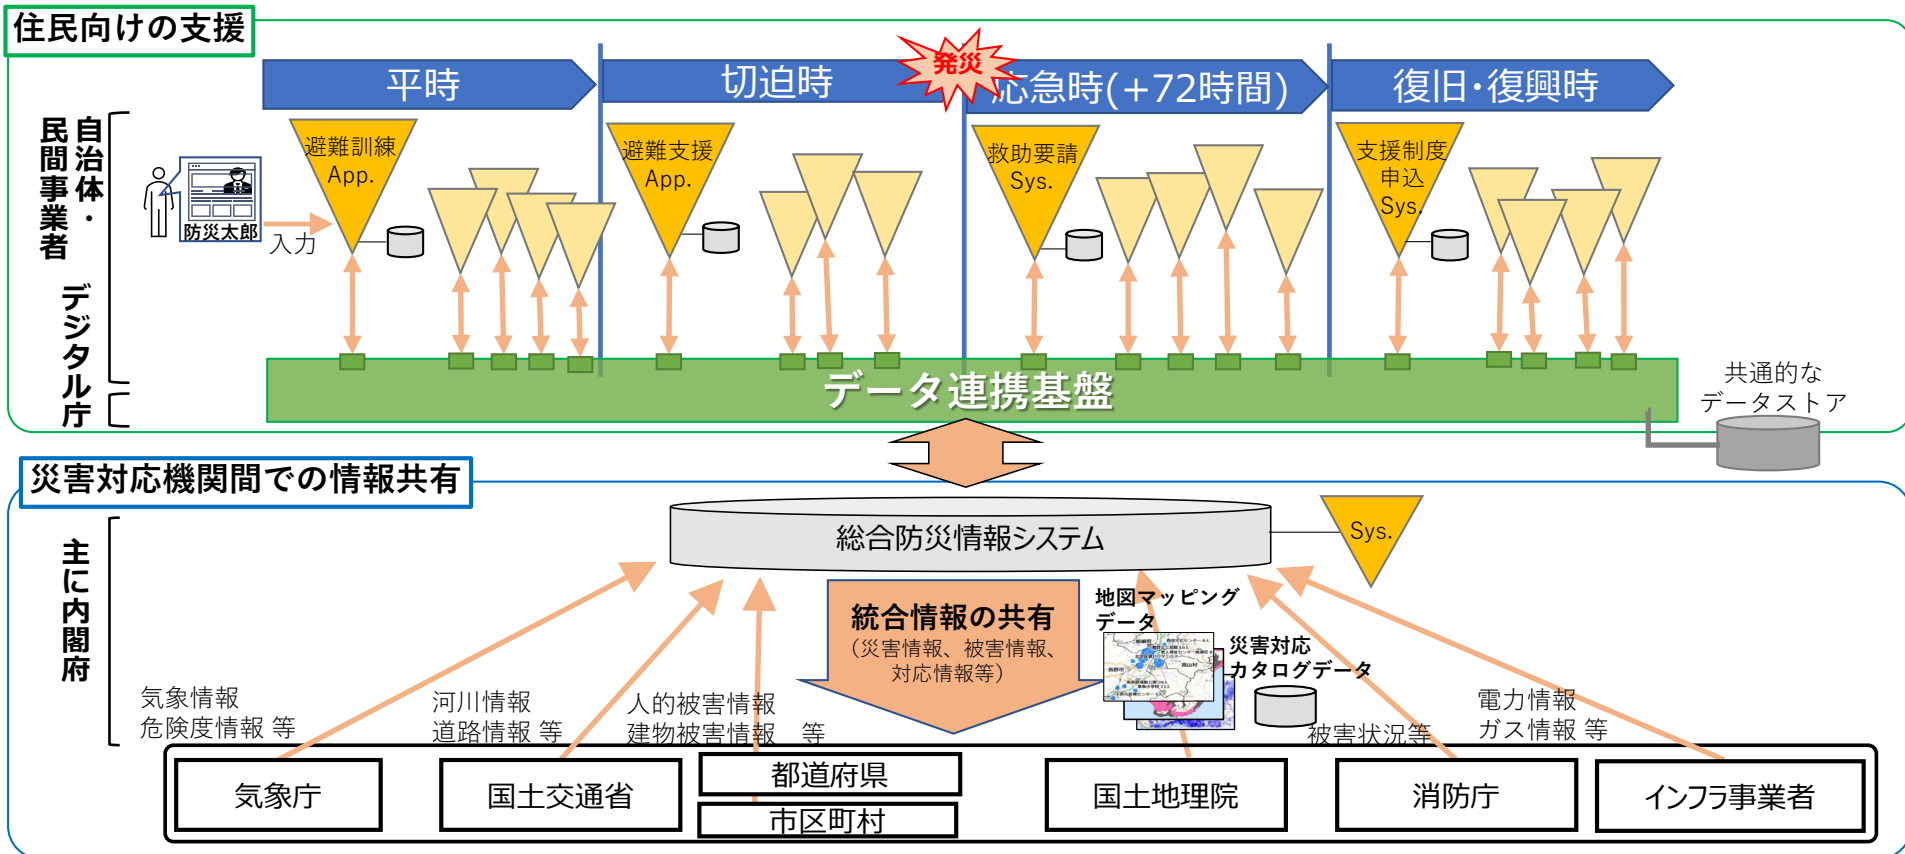 住民向けの支援
平時
切迫時
発災
応急時(+72時間)
復旧・復興時
自治体・
民間事業者
デジタル庁
防災太郎
入力
避難訓練
App.
避難支援
App.
救助要請
Sys.
支援制度
申込
Sys.
データ連携基盤
共通的な
データストア
災害対応機関間での情報共有
主に内閣府
総合防災情報システム
Sys.
統合情報の共有
(災害情報、被害情報、
対応情報等)
地図マッピング
データ
災害対応
カタログデータ
気象情報
危険度情報 等
河川情報
道路情報 等
人的被害情報
建物被害情報 等
被害状況等
電力情報
ガス情報 等
気象庁
国土交通省
都道府県
市区町村
国土地理院
消防庁
インフラ事業者